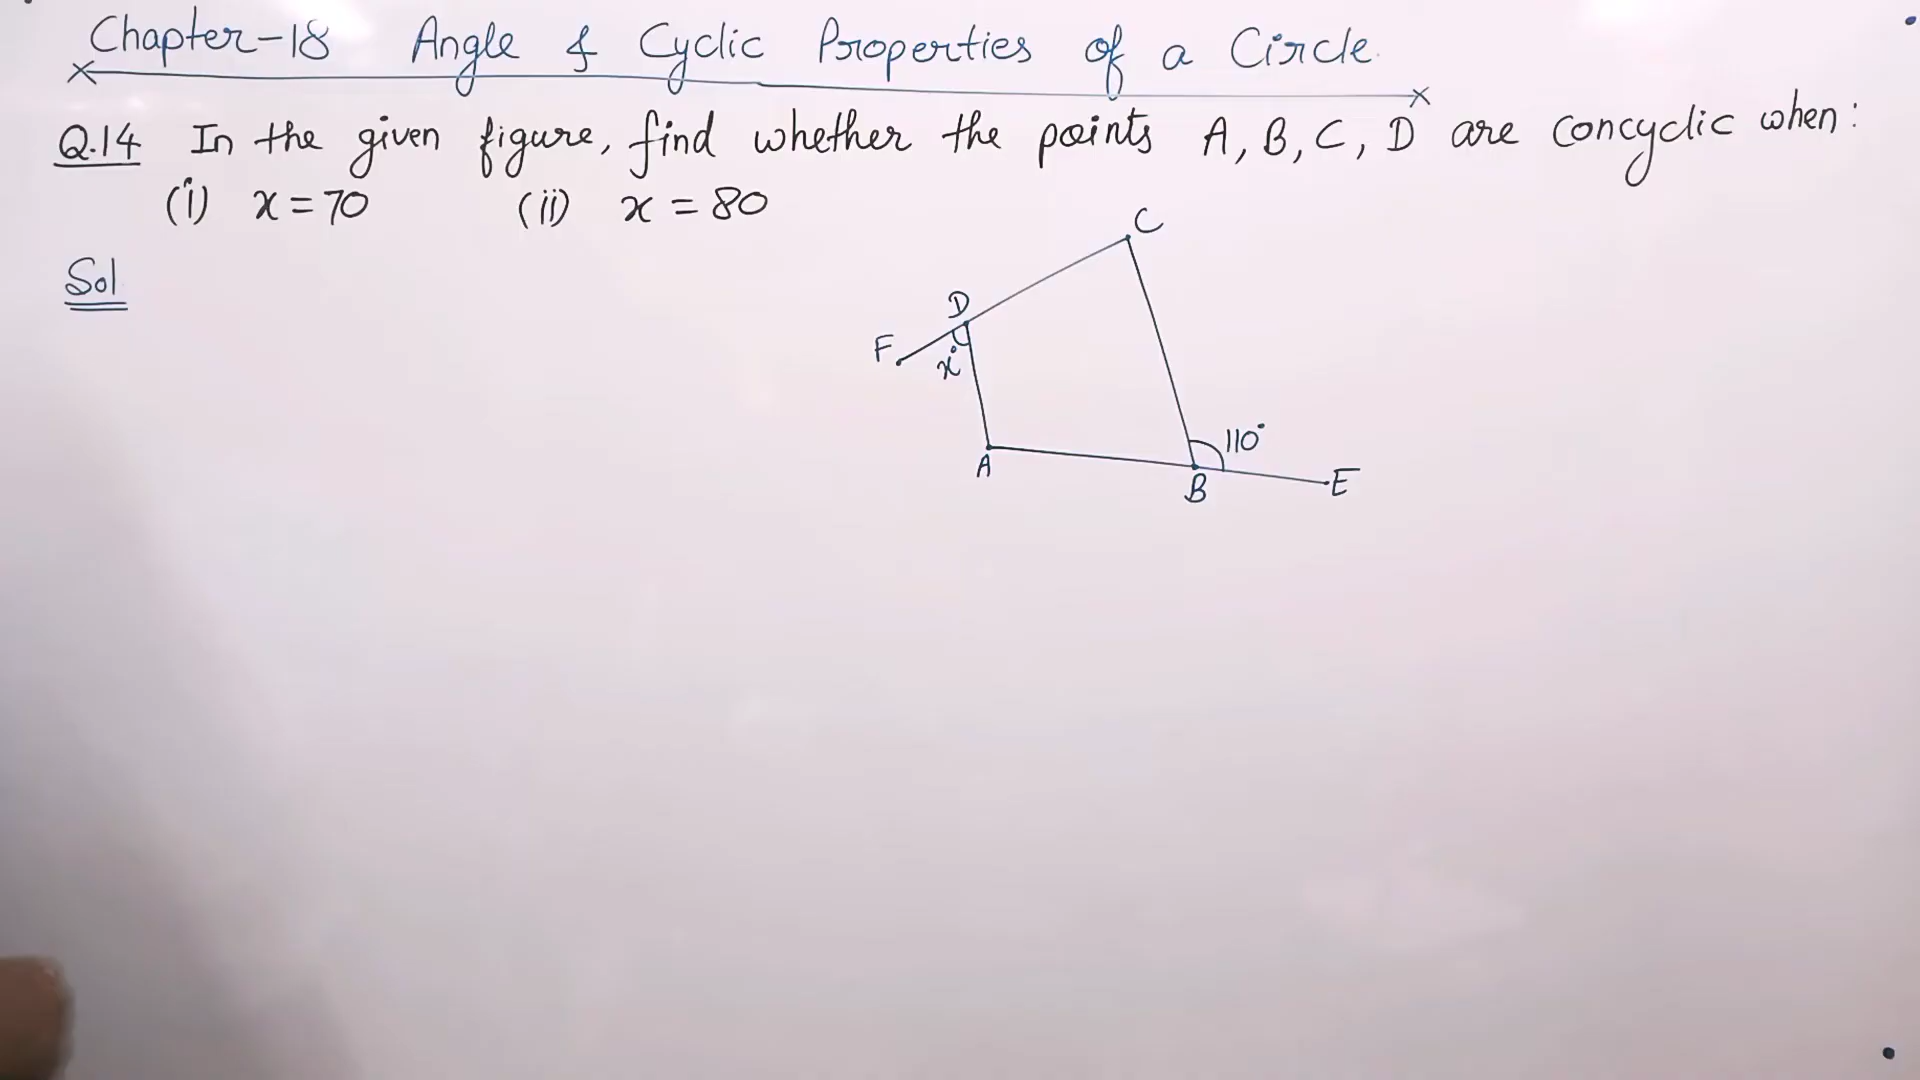 Chapter-18 Angle & Cyclic Properties of a Circle.
Q.14 In the given figure, find whether the points A, B, C, D are concyclic when:
(i) x = 70 (ii) x = 80
Sol
C
D
F
x°
110°
A
B
E